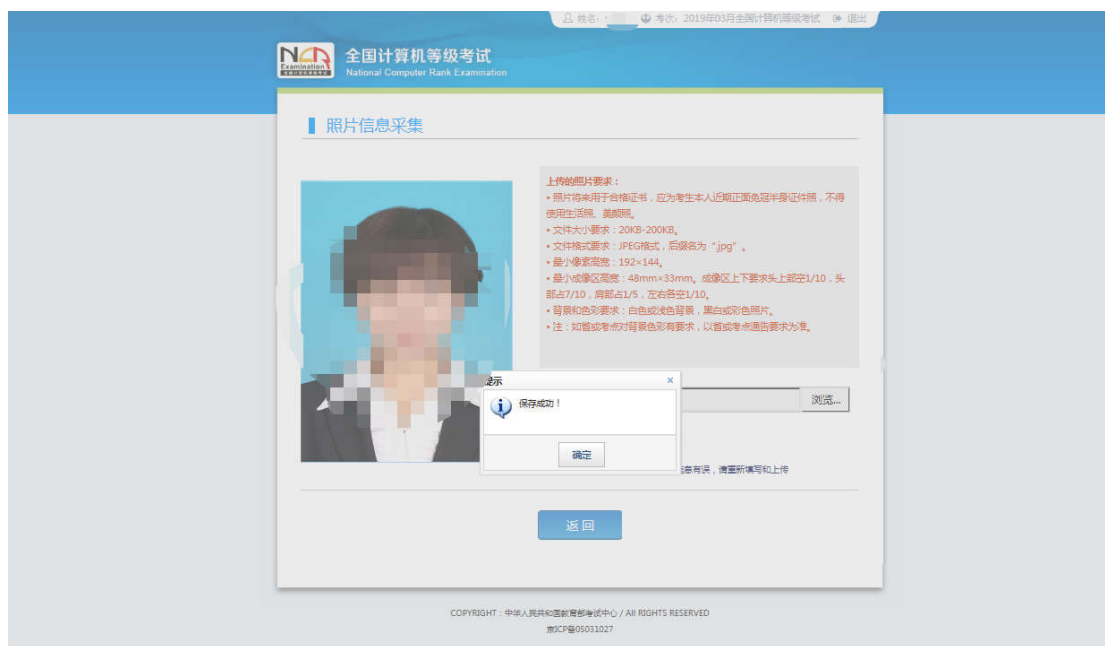 姓名：
考次：2019年03月全国计算机等级考试
退出
NCR
Examination
全国计算机等级考试
National Computer Rank Examination
照片信息采集
上传的照片要求：
• 照片将来用于合格证书，应为考生本人近期正面免冠半身证件照，不得
使用生活照、美颜照。
• 文件大小要求：20KB-200KB。
• 文件格式要求：JPEG格式，后缀名为“.jpg”。
• 最小像素高宽：192×144。
• 最小成像区高宽：48mm×33mm。成像区上下要求头上部空1/10，头
部占7/10，肩部占1/5，左右各空1/10。
• 背景和色彩要求：白色或浅色背景，黑白或彩色照片。
• 注：如省或考点对背景色彩有要求，以省或考点通告要求为准。
提示
×
保存成功！
浏览...
确定
息有误，请重新填写和上传
返回
COPYRIGHT：中华人民共和国教育部考试中心 / All RIGHTS RESERVED
京ICP备05031027